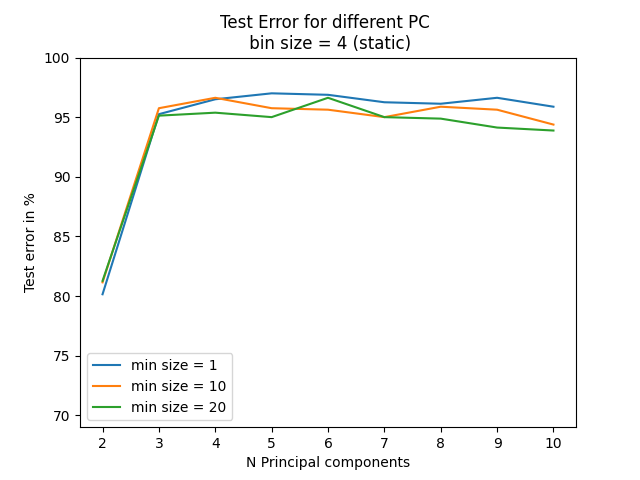 Test Error for different PC
bin size = 4 (static)
Test error in %
100
95
90
85
80
75
70
min size = 1
min size = 10
min size = 20
2 3 4 5 6 7 8 9 10
N Principal components